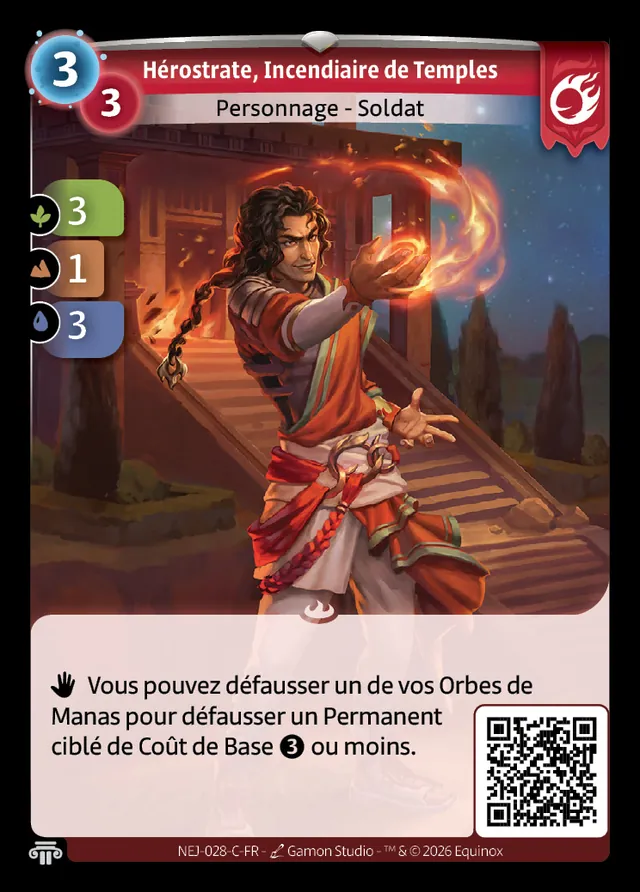 3
3
Hérostrate, Incendiaire de Temples
Personnage - Soldat
3
1
3
Vous pouvez défausser un de vos Orbes de
Manas pour défausser un Permanent
ciblé de Coût de Base 3 ou moins.
NEJ-028-C-FR - Gamon Studio - ™ & © 2026 Equinox